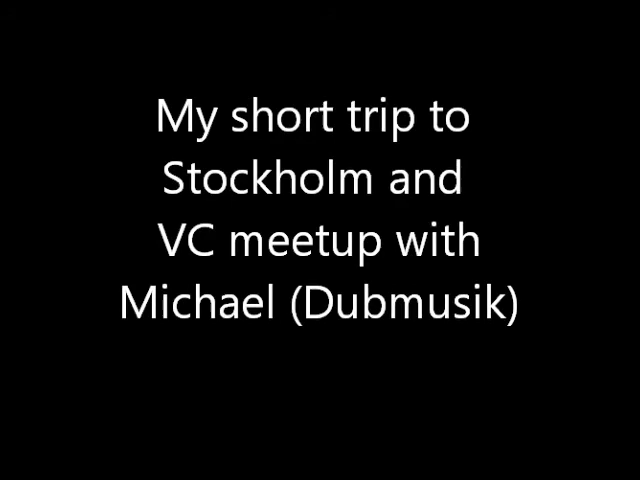 My short trip to
Stockholm and
VC meetup with
Michael (Dubmusik)